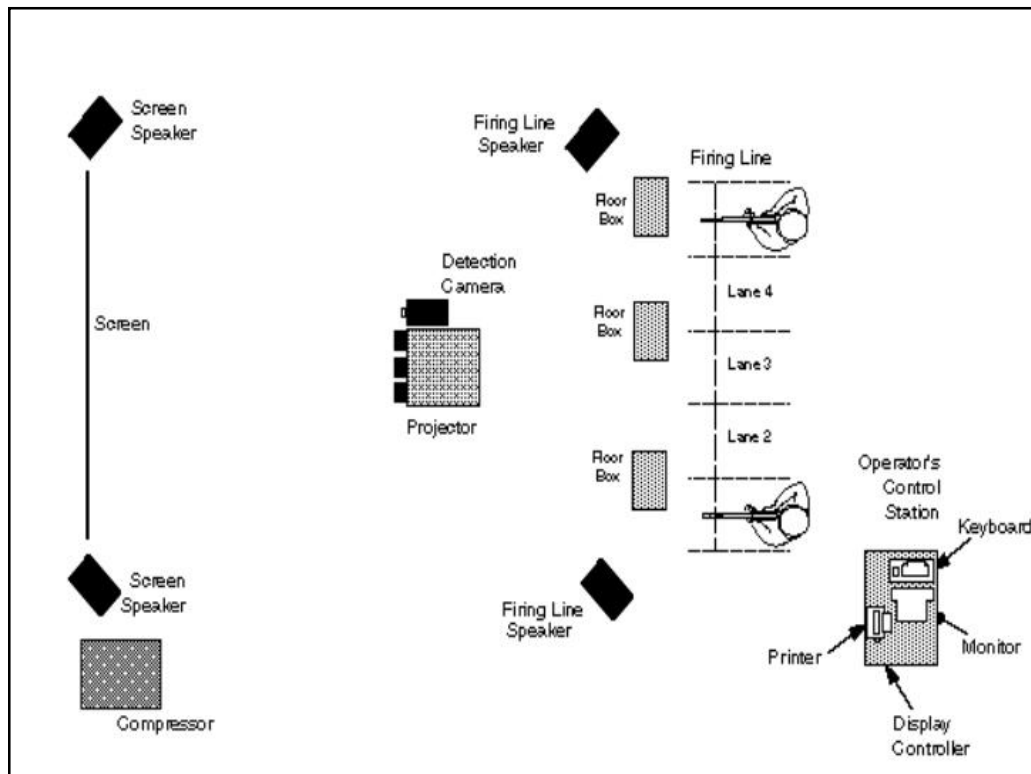 Screen
Speaker
Firing Line
Speaker
Firing Line
Floor
Box
Detection
Camera
Lane 4
Screen
Floor
Box
Lane 3
Projector
Lane 2
Floor
Box
Operator's
Control
Station
Keyboard
Screen
Speaker
Firing Line
Speaker
Printer
Monitor
Compressor
Display
Controller